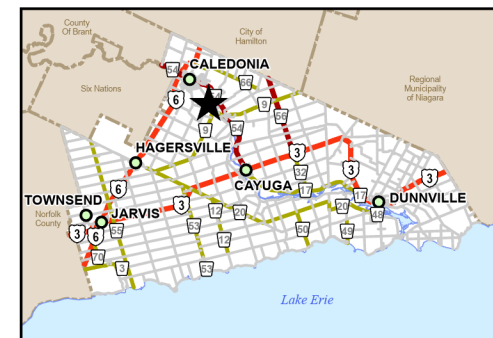 County
Of Brant
City of
Hamilton
54
CALEDONIA
66
Six Nations
6
54
9
56
Regional
Municipality
of Niagara
9
54
HAGERSVILLE
3
3
3
32
6
CAYUGA
17
17
DUNNVILLE
TOWNSEND
3
Norfolk
County
JARVIS
12
20
20
48
3
6
55
53
12
50
49
70
3
53
Lake Erie